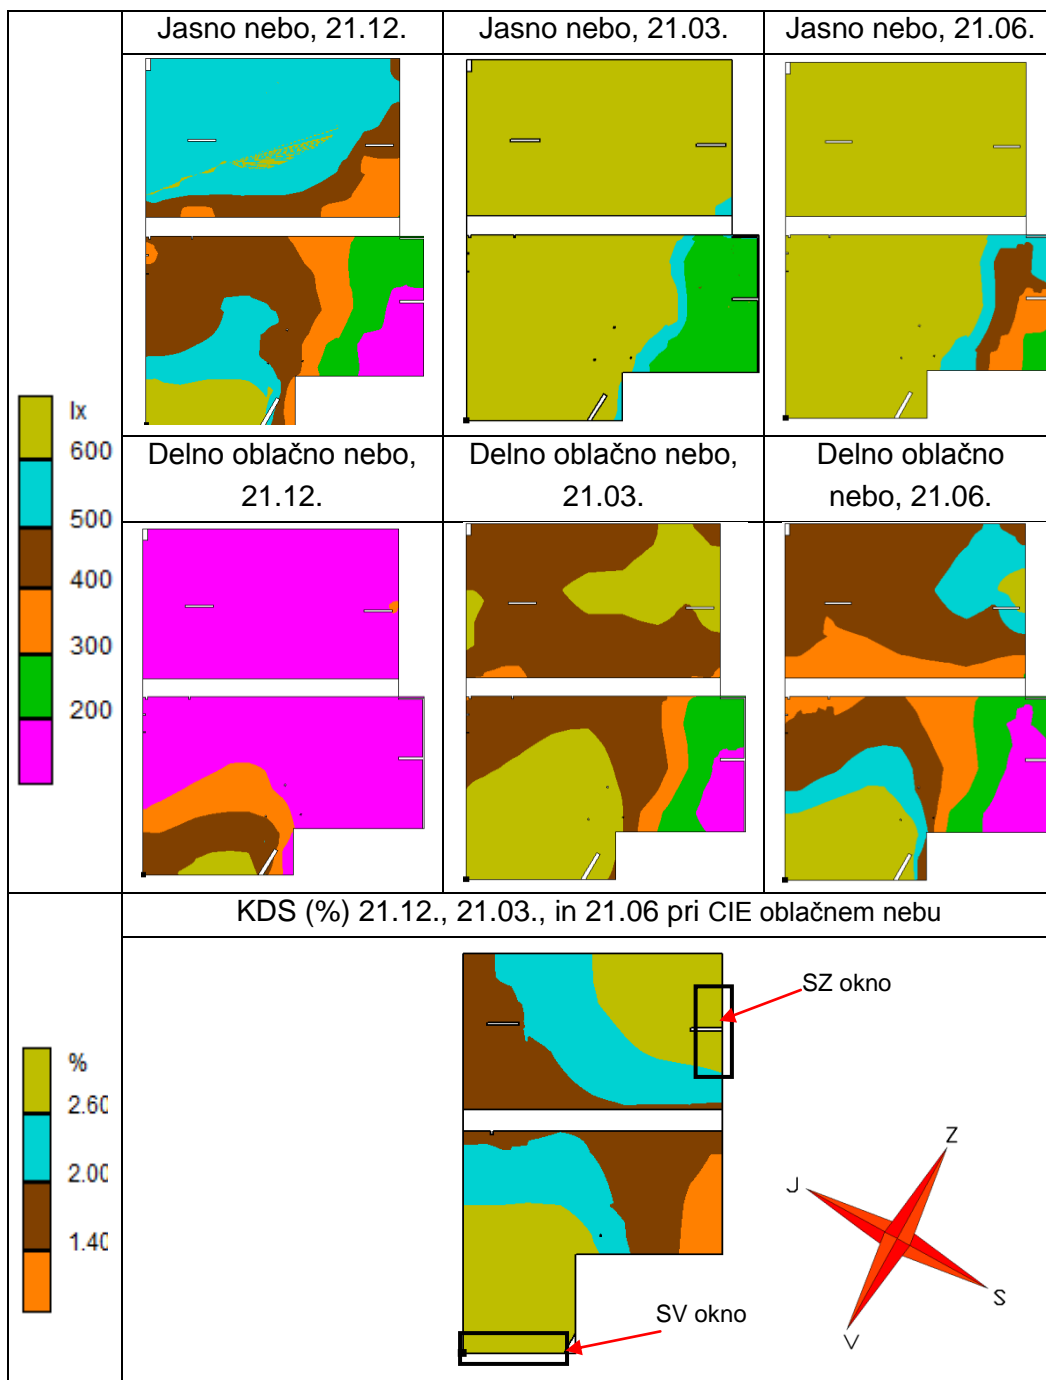 Jasno nebo, 21.12.
Jasno nebo, 21.03.
Jasno nebo, 21.06.
lx
600
500
400
300
200
Delno oblačno nebo,
21.12.
Delno oblačno nebo,
21.03.
Delno oblačno
nebo, 21.06.
KDS (%) 21.12., 21.03., in 21.06 pri CIE oblačnem nebu
%
2.60
2.00
1.40
SZ okno
SV okno
Z
J
S
V